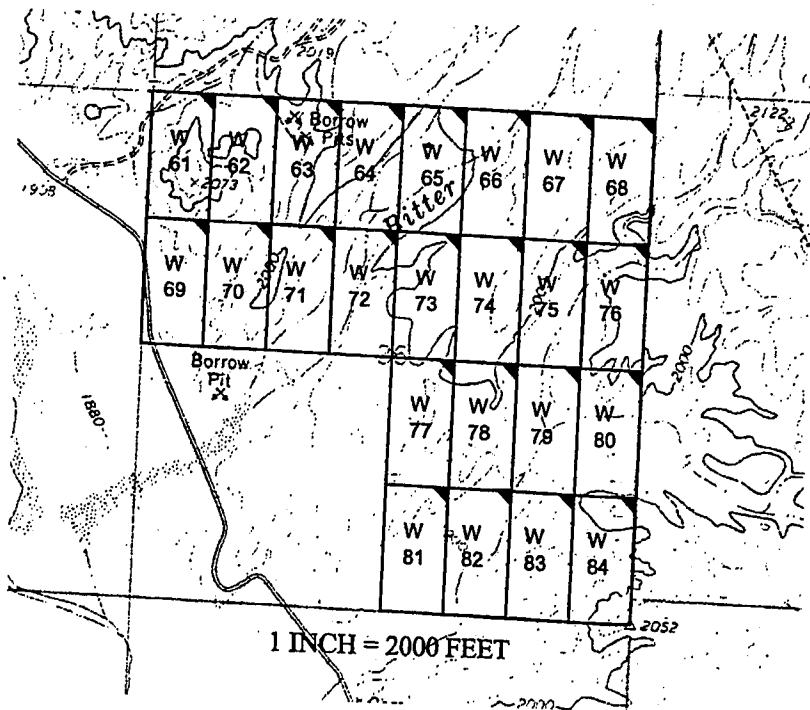 2019
2122
Borrow
Pits
W 61
W 62
W 63
W 64
W 65
W 66
W 67
W 68
2073
Bitter
W 69
W 70
W 71
W 72
W 73
W 74
W 75
W 76
2000
2000
Borrow
Pit
1880
W 77
W 78
W 79
W 80
W 81
W 82
W 83
W 84
2052
1 INCH = 2000 FEET
2000